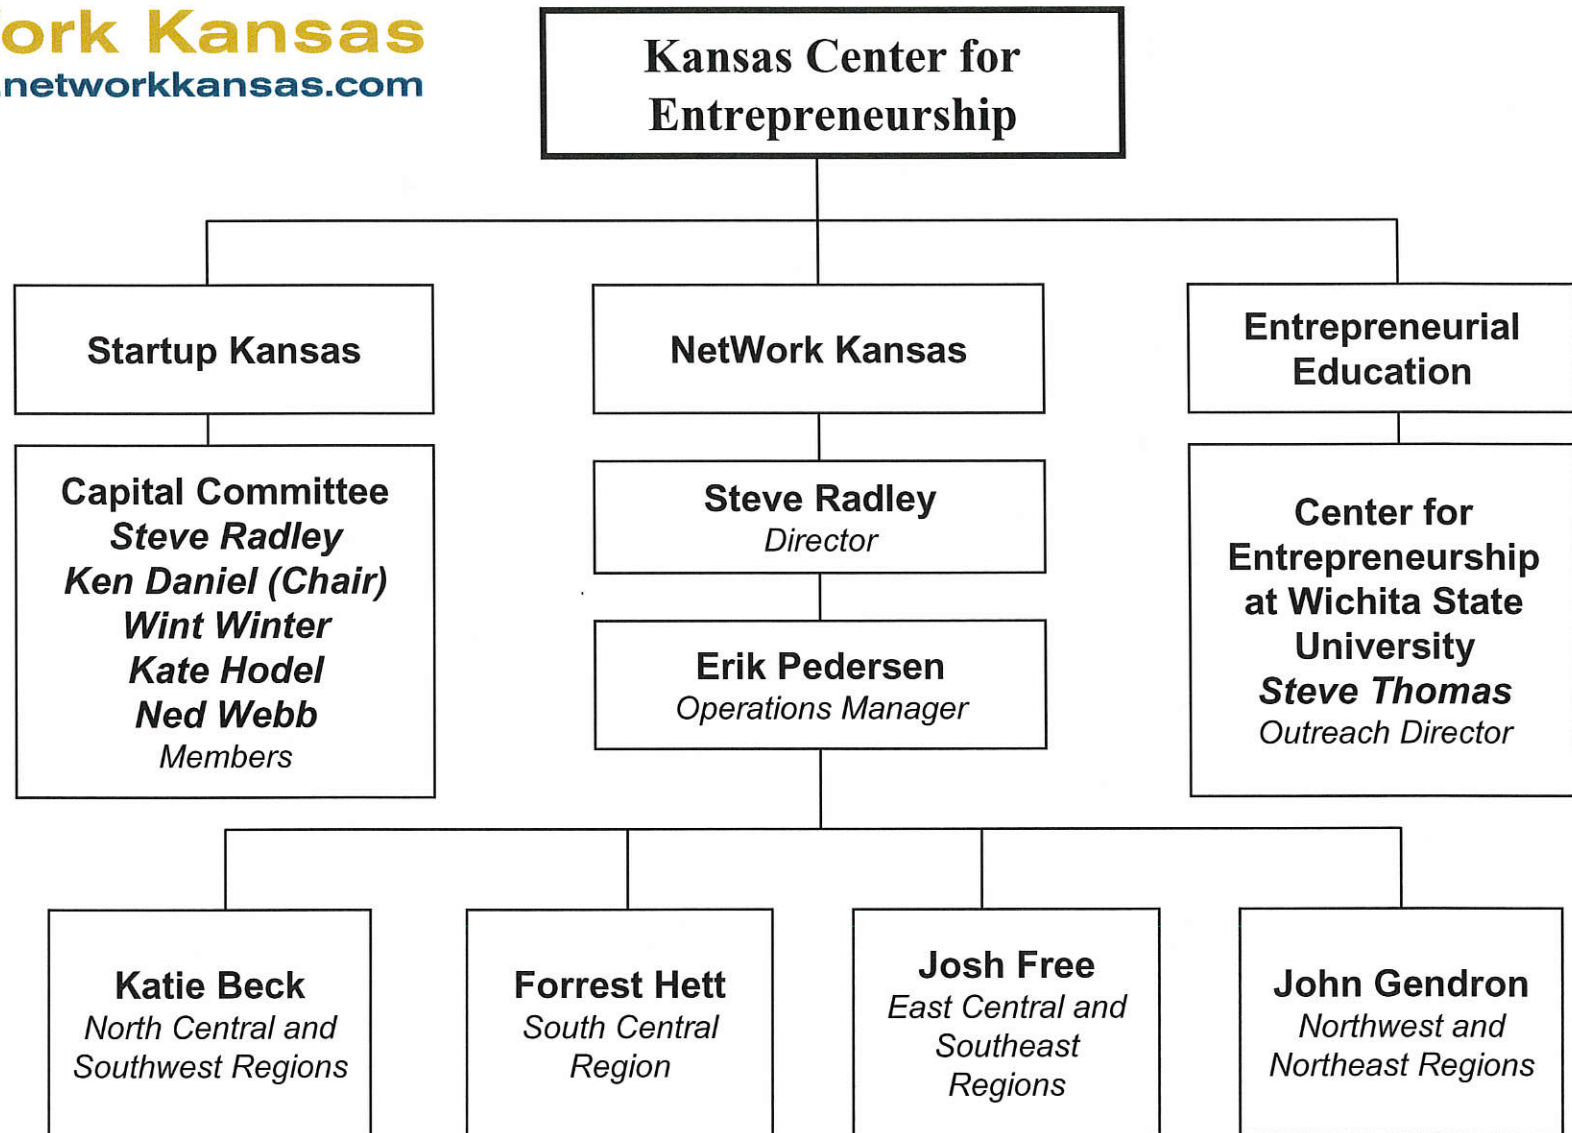 ork Kansas
.networkkansas.com
Kansas Center for
Entrepreneurship
Startup Kansas
NetWork Kansas
Entrepreneurial
Education
Capital Committee
Steve Radley
Ken Daniel (Chair)
Wint Winter
Kate Hodel
Ned Webb
Members
Steve Radley
Director
Erik Pedersen
Operations Manager
Center for
Entrepreneurship
at Wichita State
University
Steve Thomas
Outreach Director
Katie Beck
North Central and
Southwest Regions
Forrest Hett
South Central
Region
Josh Free
East Central and
Southeast
Regions
John Gendron
Northwest and
Northeast Regions